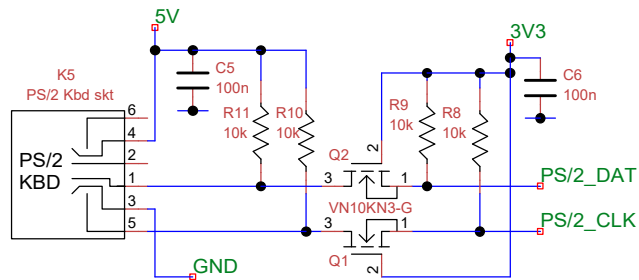 5V
3V3
K5
PS/2 Kbd skt
C5
100n
C6
100n
R11
10k
R10
10k
R9
10k
R8
10k
6
4
PS/2
2
KBD
1
3
5
Q2
2
3
1
PS/2_DAT
VN10KN3-G
3
1
PS/2_CLK
Q1
2
GND